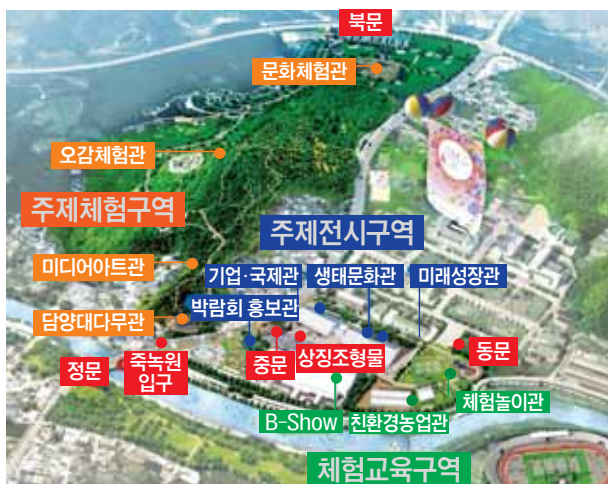 북문
문화체험관
오감체험관
주제체험구역
주제전시구역
미디어아트관
기업·국제관
생태문화관
미래성장관
담양대다무관
박람회 홍보관
정문
죽녹원
입구
중문
상징조형물
동문
체험놀이관
B-Show
친환경농업관
체험교육구역